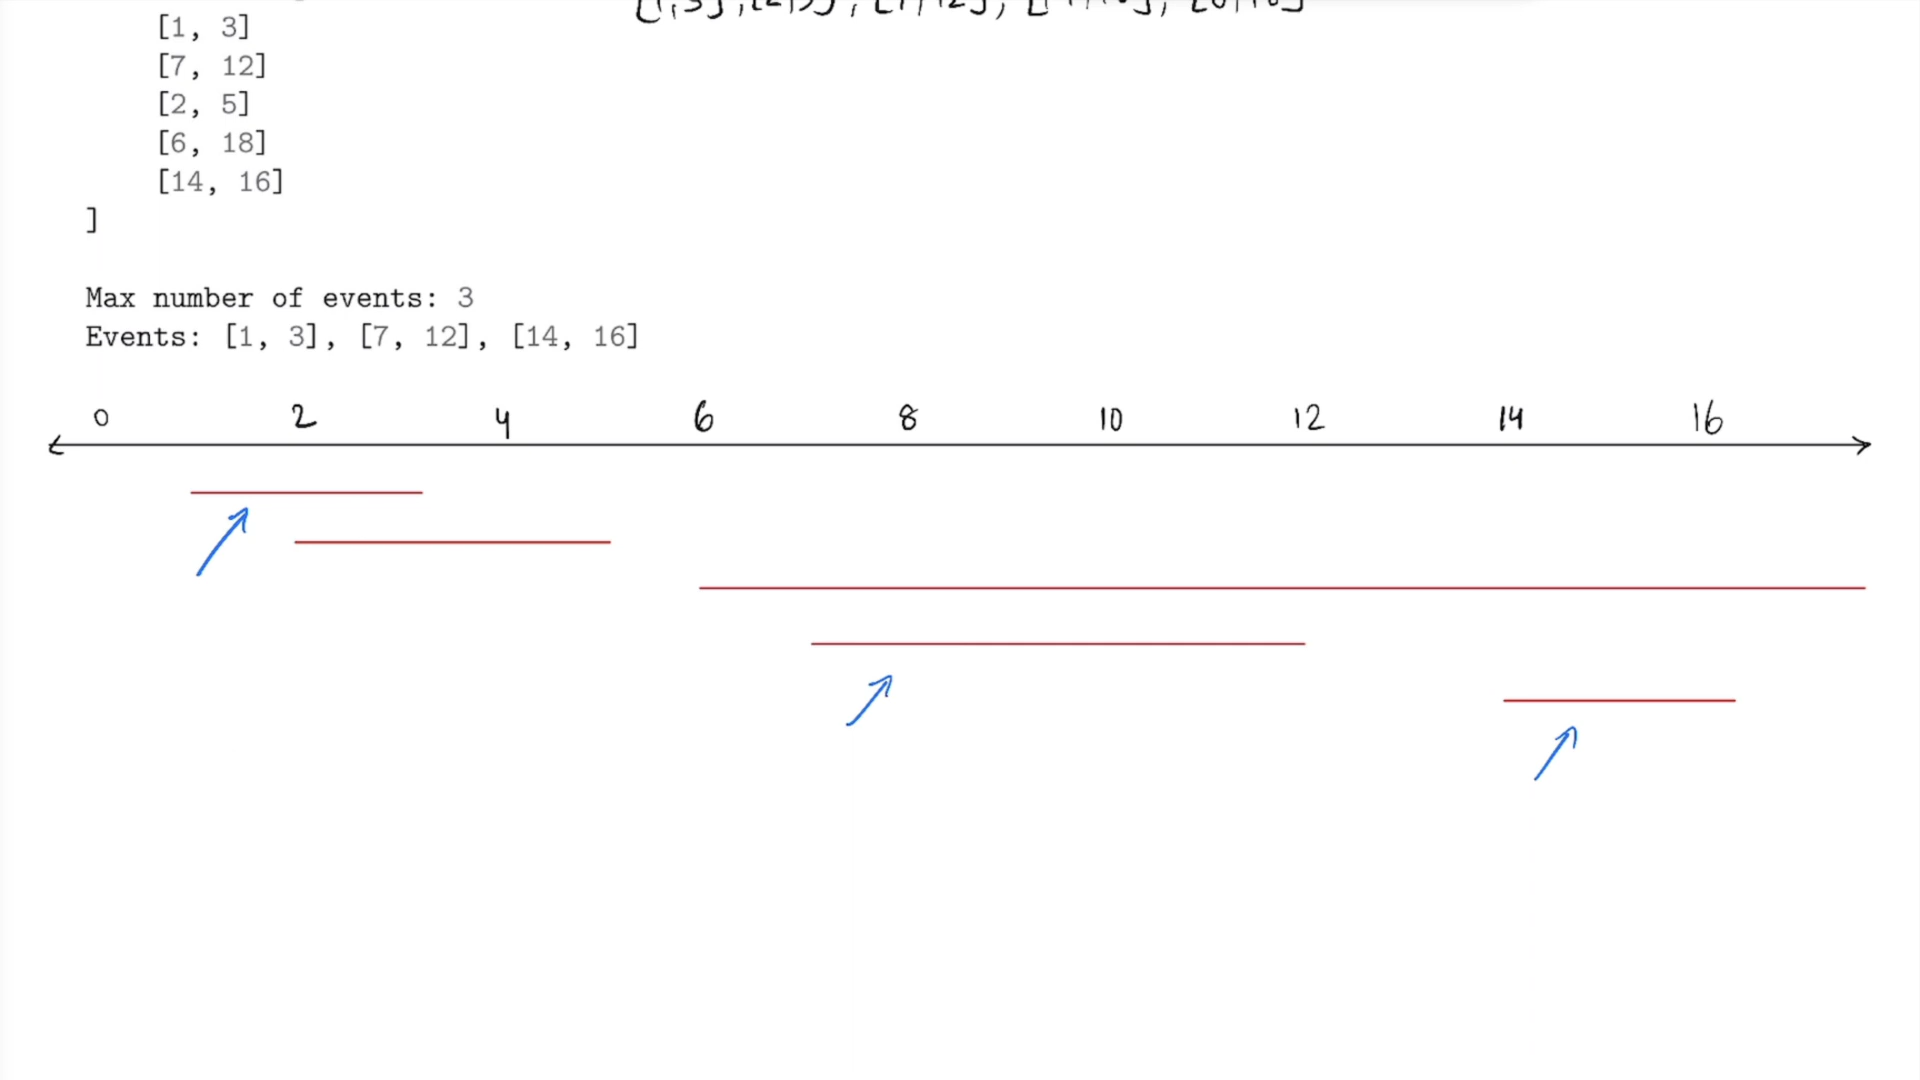 [1, 3]
[7, 12]
[2, 5]
[6, 18]
[14, 16]
]
Max number of events: 3
Events: [1, 3], [7, 12], [14, 16]
0 2 4 6 8 10 12 14 16